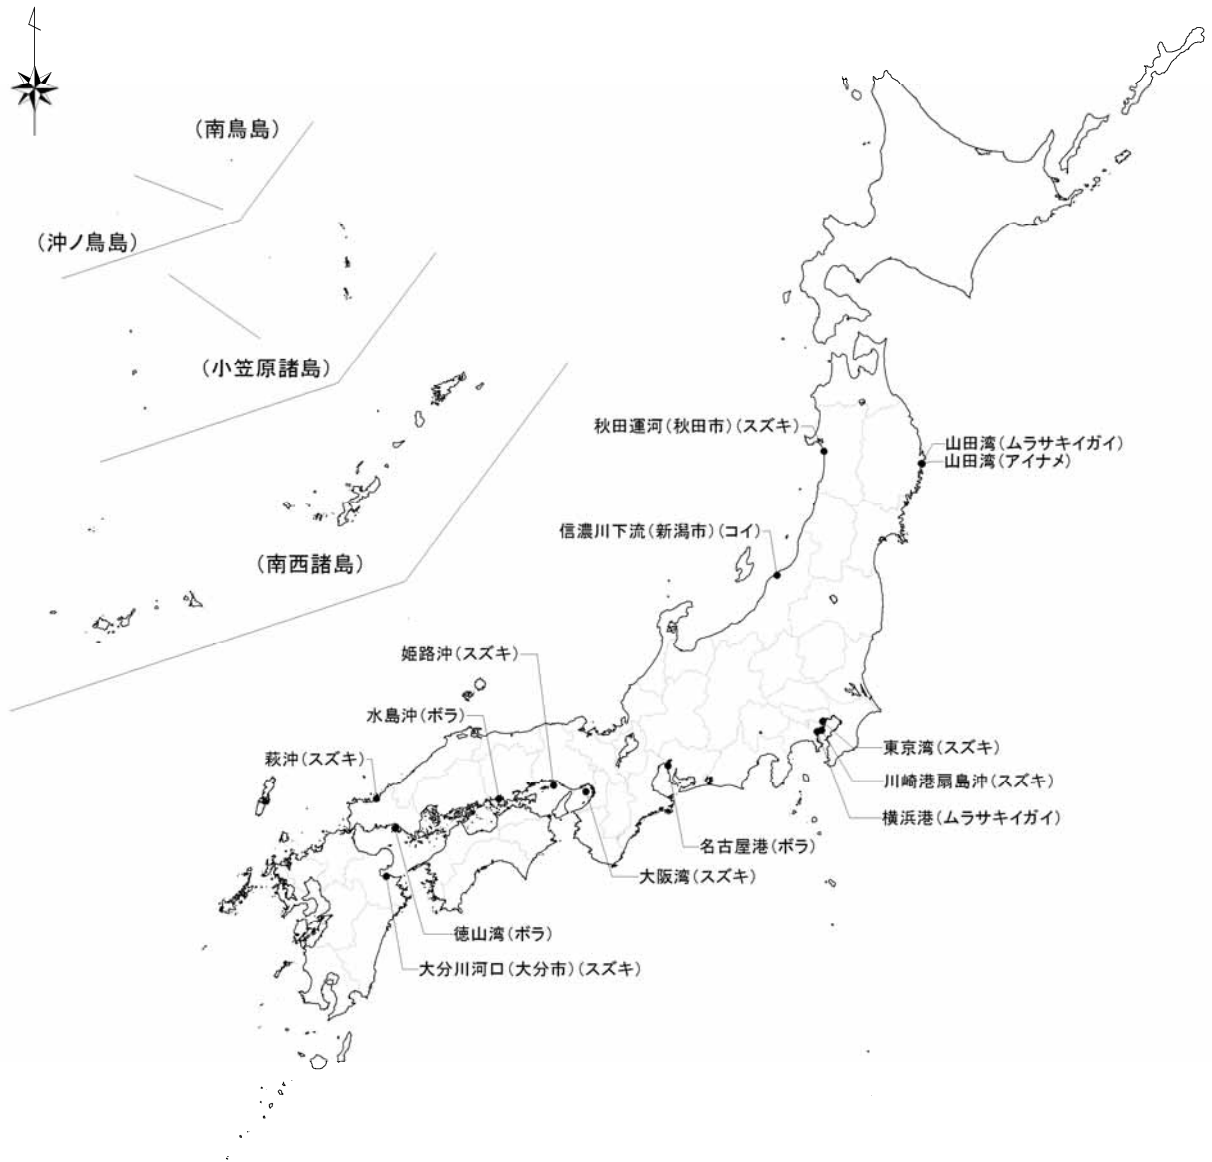 （南鳥島）
（沖ノ鳥島）
（小笠原諸島）
（南西諸島）
秋田運河（秋田市）（スズキ）
山田湾（ムラサキイガイ）
山田湾（アイナメ）
信濃川下流（新潟市）（コイ）
姫路沖（スズキ）
水島沖（ボラ）
萩沖（スズキ）
東京湾（スズキ）
川崎港扇島沖（スズキ）
横浜港（ムラサキイガイ）
名古屋港（ボラ）
大阪湾（スズキ）
徳山湾（ボラ）
大分川河口（大分市）（スズキ）